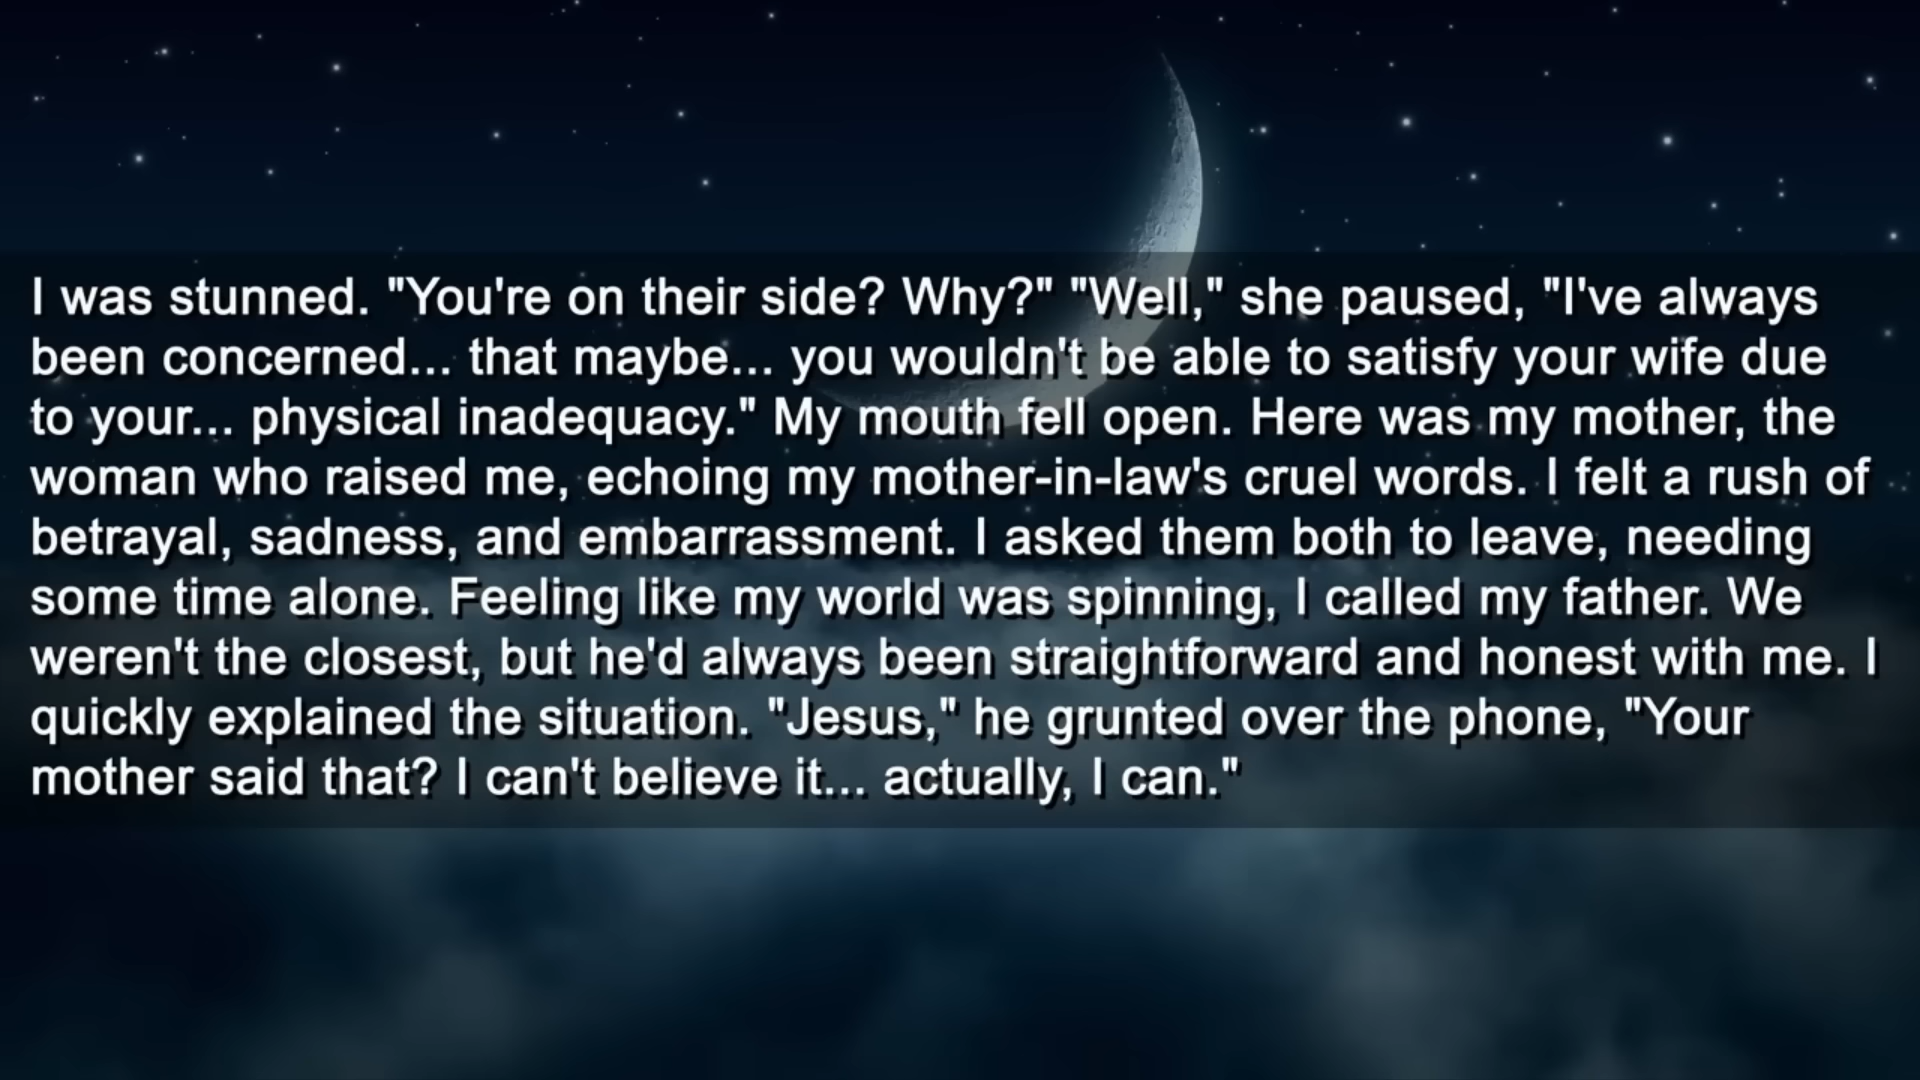 I was stunned. "You're on their side? Why?" "Well," she paused, "I've always
been concerned... that maybe... you wouldn't be able to satisfy your wife due
to your... physical inadequacy." My mouth fell open. Here was my mother, the
woman who raised me, echoing my mother-in-law's cruel words. I felt a rush of
betrayal, sadness, and embarrassment. I asked them both to leave, needing
some time alone. Feeling like my world was spinning, I called my father. We
weren't the closest, but he'd always been straightforward and honest with me. I
quickly explained the situation. "Jesus," he grunted over the phone, "Your
mother said that? I can't believe it... actually, I can."